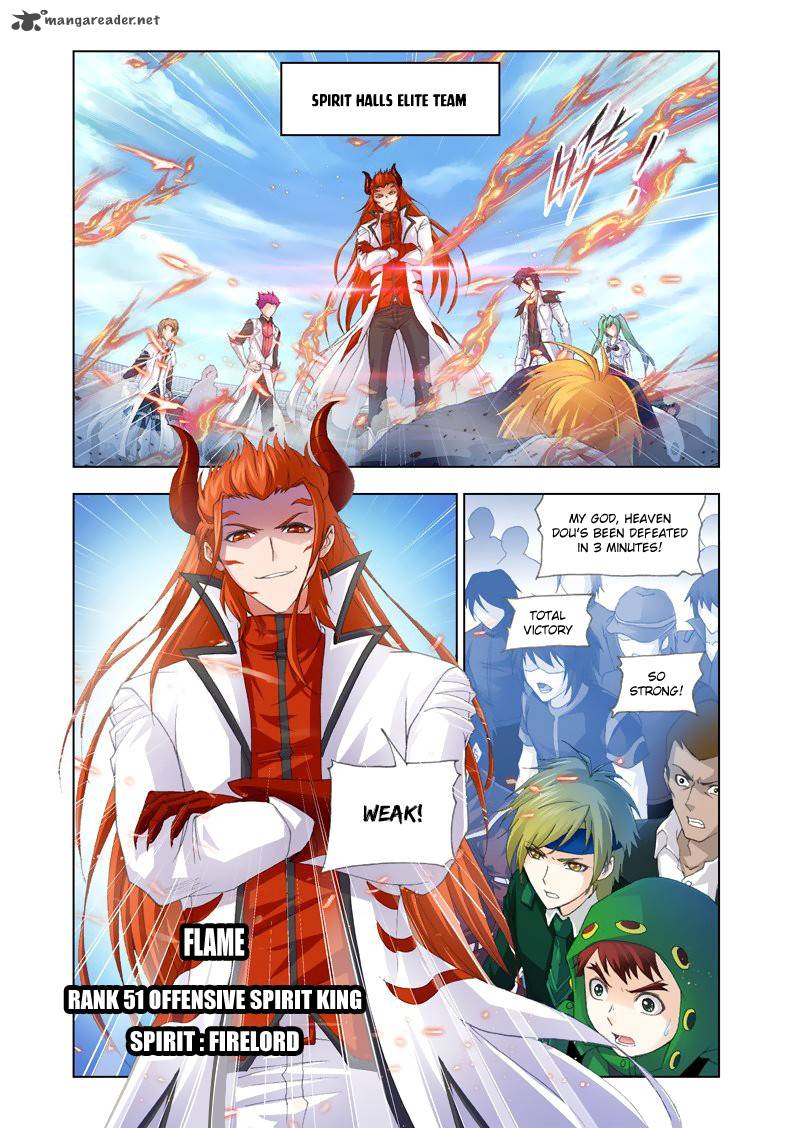 mangareader.net
SPIRIT HALLS ELITE TEAM
MY GOD, HEAVEN
DOU'S BEEN DEFEATED
IN 3 MINUTES!
TOTAL
VICTORY
SO
STRONG!
WEAK!
FLAME
RANK 51 OFFENSIVE SPIRIT KING
SPIRIT : FIRELORD